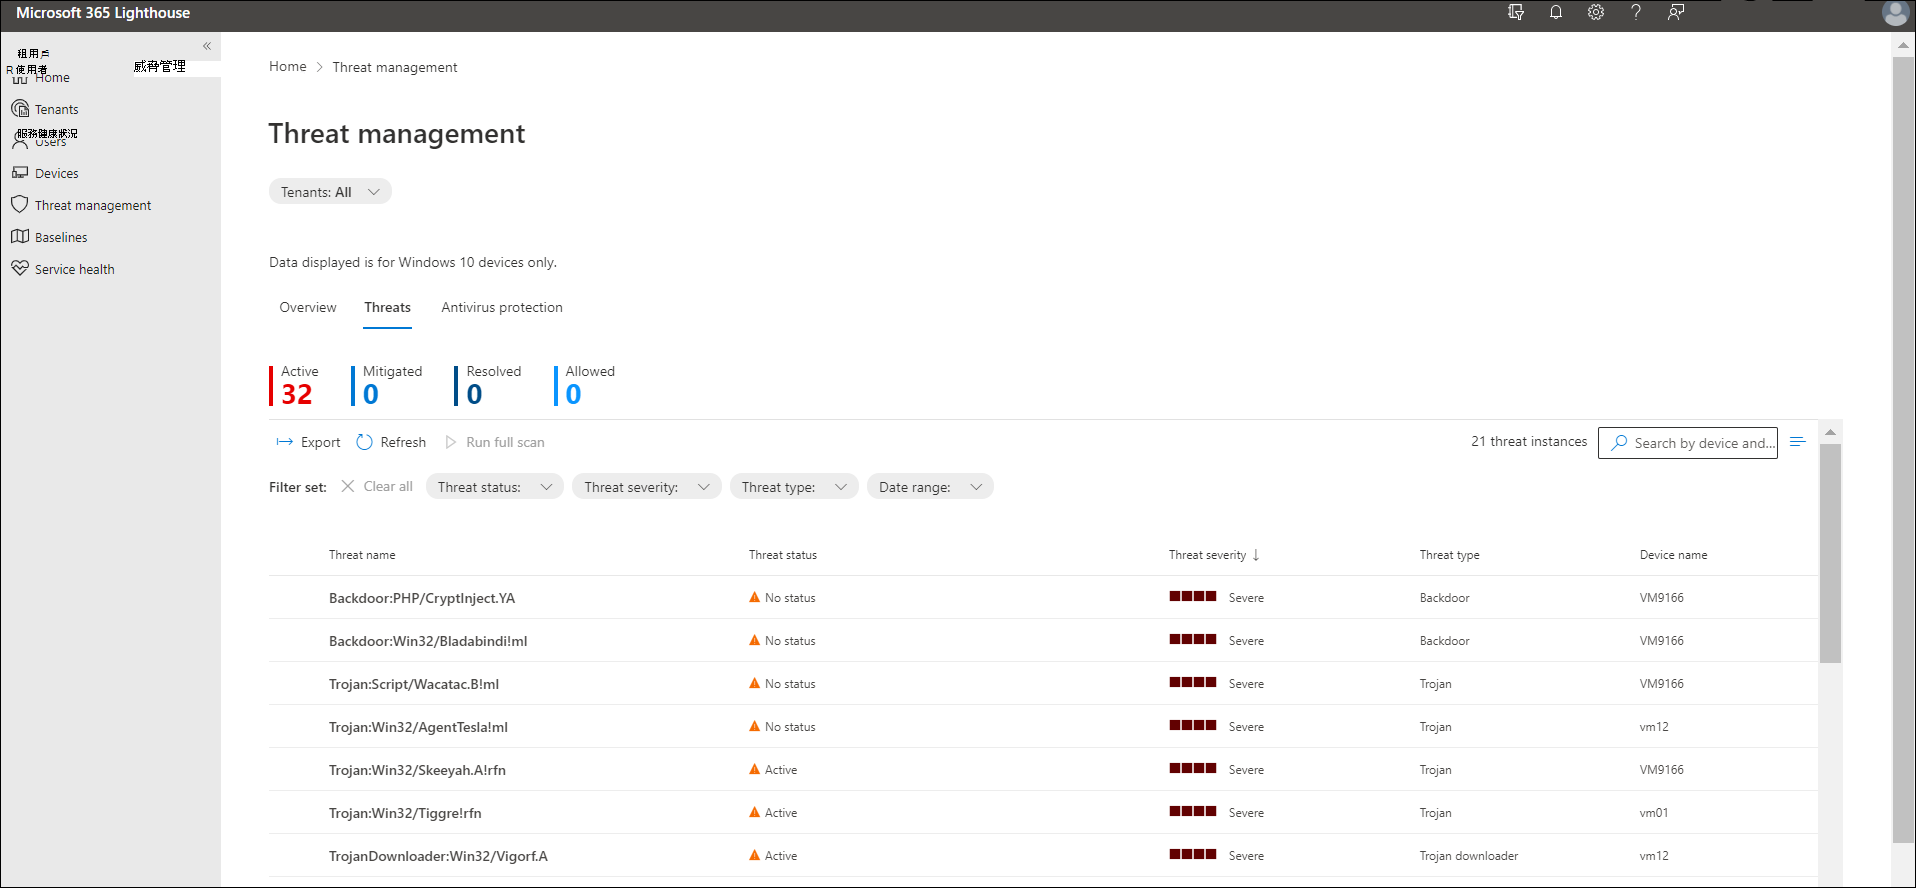 Microsoft 365 Lighthouse
租用戶
R使用者
威脅管理
Home
Tenants
服務健康狀況
Users
Devices
Threat management
Baselines
Service health
Home > Threat management
Threat management
Tenants: All
Data displayed is for Windows 10 devices only.
Overview Threats Antivirus protection
Active Mitigated Resolved Allowed
32 0 0 0
Export Refresh Run full scan 21 threat instances Search by device and...
Filter set: Clear all Threat status: Threat severity: Threat type: Date range:
Threat name Threat status Threat severity ↓ Threat type Device name
Backdoor:PHP/CryptInject.YA No status Severe Backdoor VM9166
Backdoor:Win32/Bladabindi!ml No status Severe Backdoor VM9166
Trojan:Script/Wacatac.B!ml No status Severe Trojan VM9166
Trojan:Win32/AgentTesla!ml No status Severe Trojan vm12
Trojan:Win32/Skeeyah.A!rfn Active Severe Trojan VM9166
Trojan:Win32/Tiggre!rfn Active Severe Trojan vm01
TrojanDownloader:Win32/Vigorf.A Active Severe Trojan downloader vm12